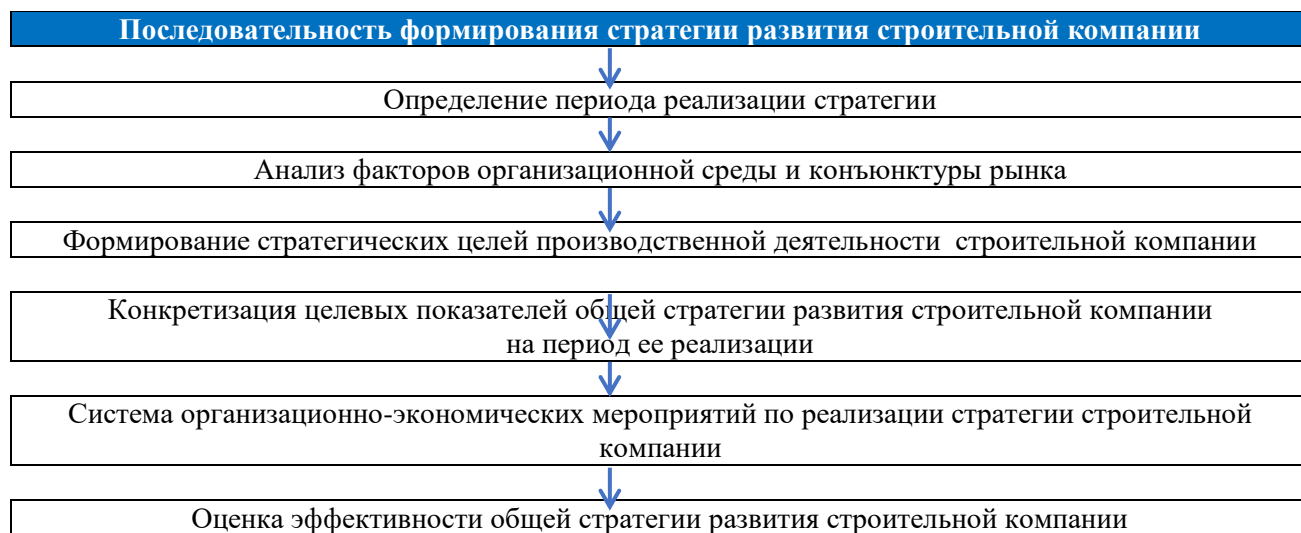 Последовательность формирования стратегии развития строительной компании
Определение периода реализации стратегии
Анализ факторов организационной среды и конъюнктуры рынка
Формирование стратегических целей производственной деятельности строительной компании
Конкретизация целевых показателей общей стратегии развития строительной компании
на период ее реализации
Система организационно-экономических мероприятий по реализации стратегии строительной
компании
Оценка эффективности общей стратегии развития строительной компании